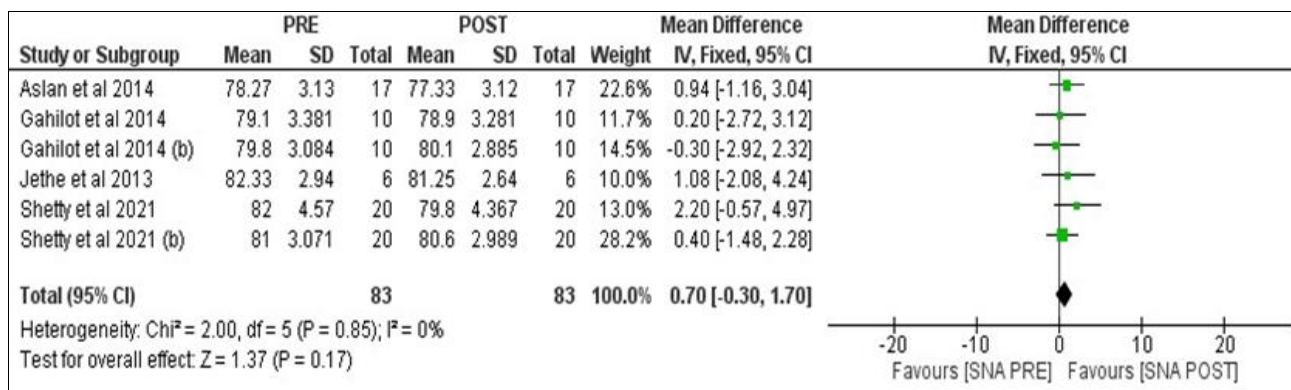 PRE POST Mean Difference Mean Difference
Study or Subgroup Mean SD Total Mean SD Total Weight IV, Fixed, 95% CI IV, Fixed, 95% CI
Aslan et al 2014 78.27 3.13 17 77.33 3.12 17 22.6% 0.94 [-1.16, 3.04]
Gahilot et al 2014 79.1 3.381 10 78.9 3.281 10 11.7% 0.20 [-2.72, 3.12]
Gahilot et al 2014 (b) 79.8 3.084 10 80.1 2.885 10 14.5% -0.30 [-2.92, 2.32]
Jethe et al 2013 82.33 2.94 6 81.25 2.64 6 10.0% 1.08 [-2.08, 4.24]
Shetty et al 2021 82 4.57 20 79.8 4.367 20 13.0% 2.20 [-0.57, 4.97]
Shetty et al 2021 (b) 81 3.071 20 80.6 2.989 20 28.2% 0.40 [-1.48, 2.28]
Total (95% CI) 83 83 100.0% 0.70 [-0.30, 1.70]
Heterogeneity: Chi² = 2.00, df = 5 (P = 0.85); I² = 0%
Test for overall effect: Z = 1.37 (P = 0.17)
-20 -10 0 10 20
Favours [SNA PRE] Favours [SNA POST]